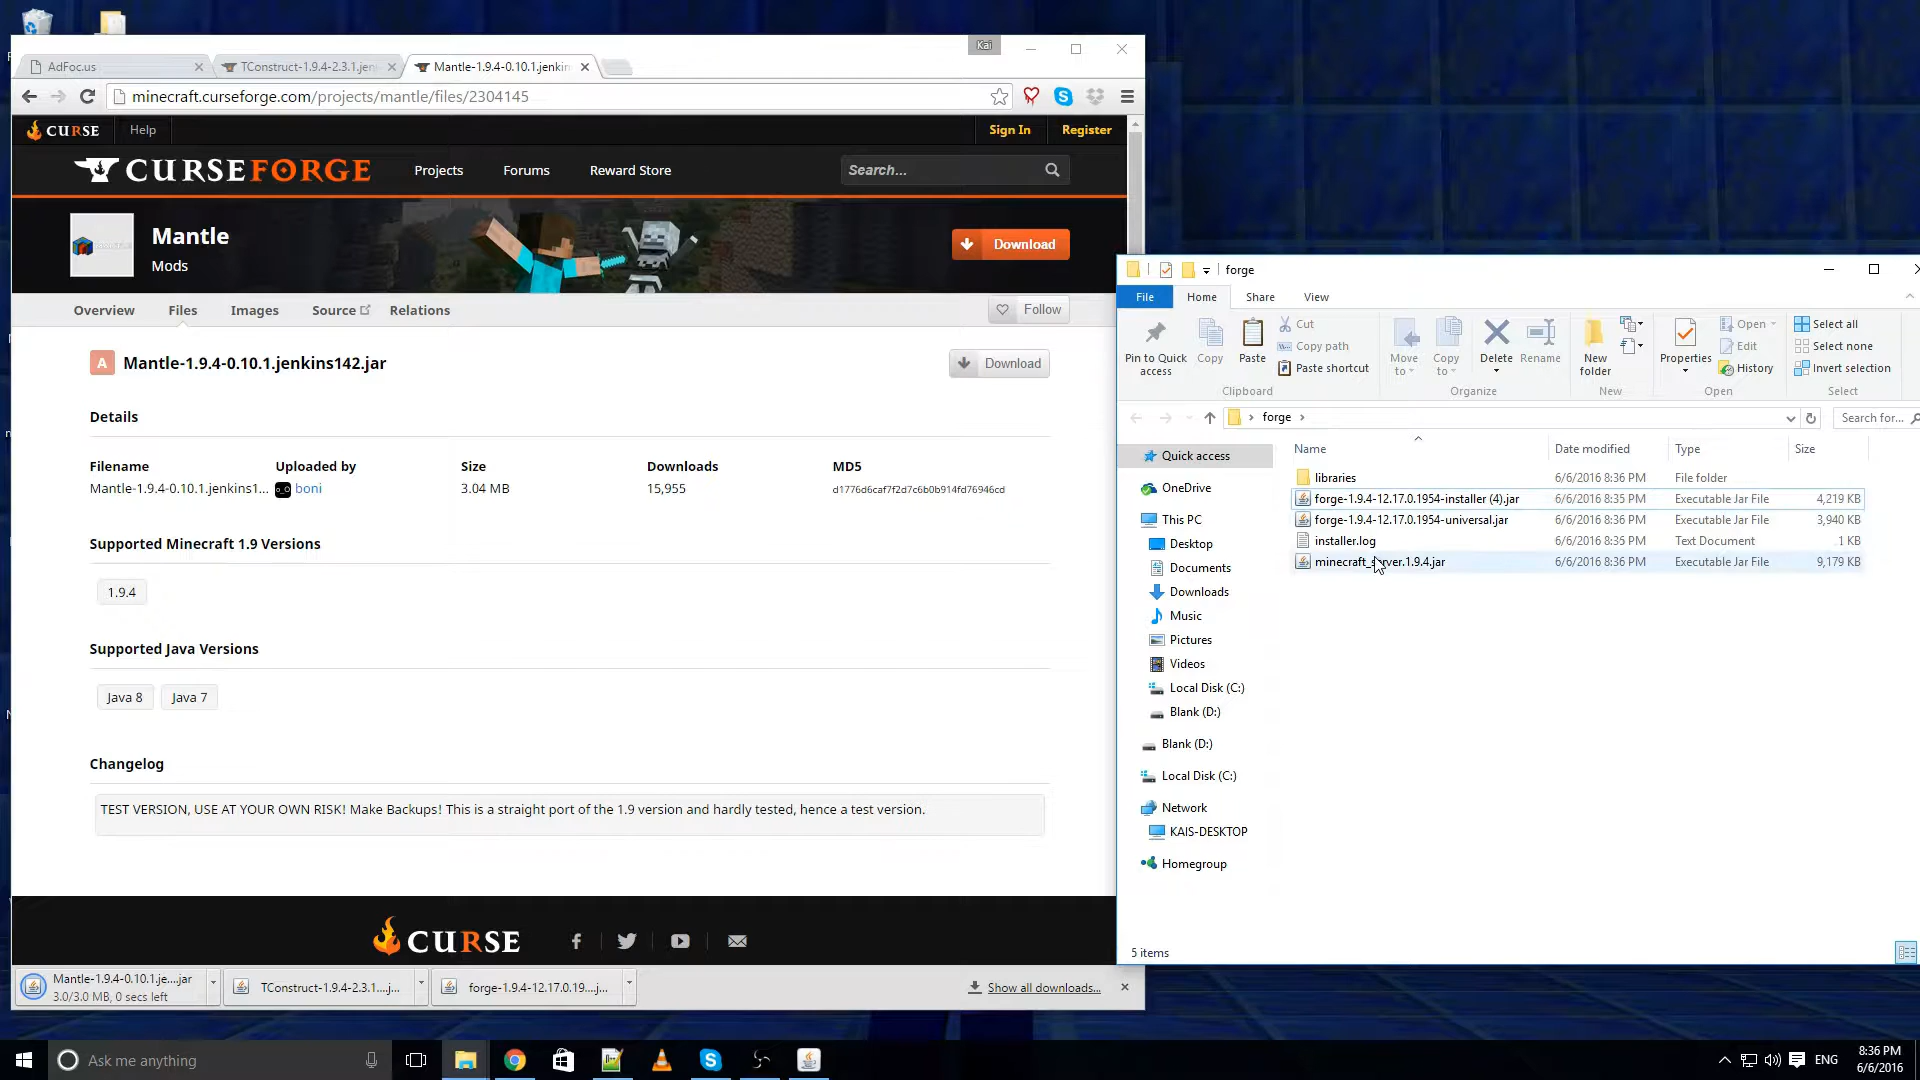 Kai
AdFoc.us
TConstruct-1.9.4-2.3.1.jen
Mantle-1.9.4-0.10.1.jenkin
minecraft.curseforge.com/projects/mantle/files/2304145
CURSE
Help
Sign In
Register
CURSEFORGE
Projects
Forums
Reward Store
Search...
Mantle
Mods
Download
Overview
Files
Images
Source
Relations
Follow
A
Mantle-1.9.4-0.10.1.jenkins142.jar
Download
Details
Filename
Uploaded by
Size
Downloads
MD5
Mantle-1.9.4-0.10.1.jenkins1...
boni
3.04 MB
15,955
d1776d6caf7f2d7c6b0b914fd76946cd
Supported Minecraft 1.9 Versions
1.9.4
Supported Java Versions
Java 8
Java 7
Changelog
TEST VERSION, USE AT YOUR OWN RISK! Make Backups! This is a straight port of the 1.9 version and hardly tested, hence a test version.
CURSE
Mantle-1.9.4-0.10.1.je....jar
3.0/3.0 MB, 0 secs left
TConstruct-1.9.4-2.3.1....j...
forge-1.9.4-12.17.0.19....j...
Show all downloads...
forge
File
Home
Share
View
Pin to Quick
access
Copy
Paste
Cut
Copy path
Paste shortcut
Clipboard
Move
to
Copy
to
Delete
Rename
Organize
New
folder
New
Properties
Open
Edit
History
Open
Select all
Select none
Invert selection
Select
forge
Search for...
Name
Date modified
Type
Size
libraries
6/6/2016 8:36 PM
File folder
forge-1.9.4-12.17.0.1954-installer (4).jar
6/6/2016 8:35 PM
Executable Jar File
4,219 KB
forge-1.9.4-12.17.0.1954-universal.jar
6/6/2016 8:36 PM
Executable Jar File
3,940 KB
installer.log
6/6/2016 8:36 PM
Text Document
1 KB
minecraft_server.1.9.4.jar
6/6/2016 8:36 PM
Executable Jar File
9,179 KB
Quick access
OneDrive
This PC
Desktop
Documents
Downloads
Music
Pictures
Videos
Local Disk (C:)
Blank (D:)
Blank (D:)
Local Disk (C:)
Network
KAIS-DESKTOP
Homegroup
5 items
Ask me anything
ENG
8:36 PM
6/6/2016